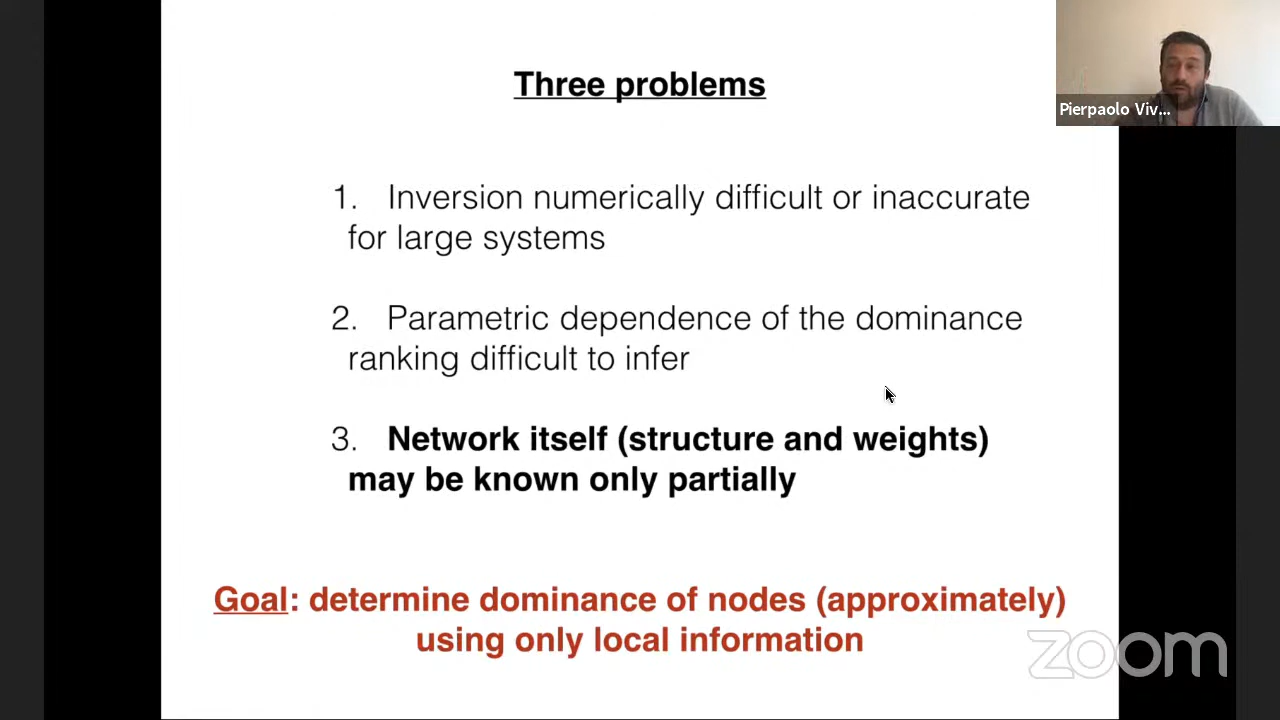 Three problems
Pierpaolo Viv...
1. Inversion numerically difficult or inaccurate
for large systems
2. Parametric dependence of the dominance
ranking difficult to infer
3. Network itself (structure and weights)
may be known only partially
Goal: determine dominance of nodes (approximately)
using only local information
zoom